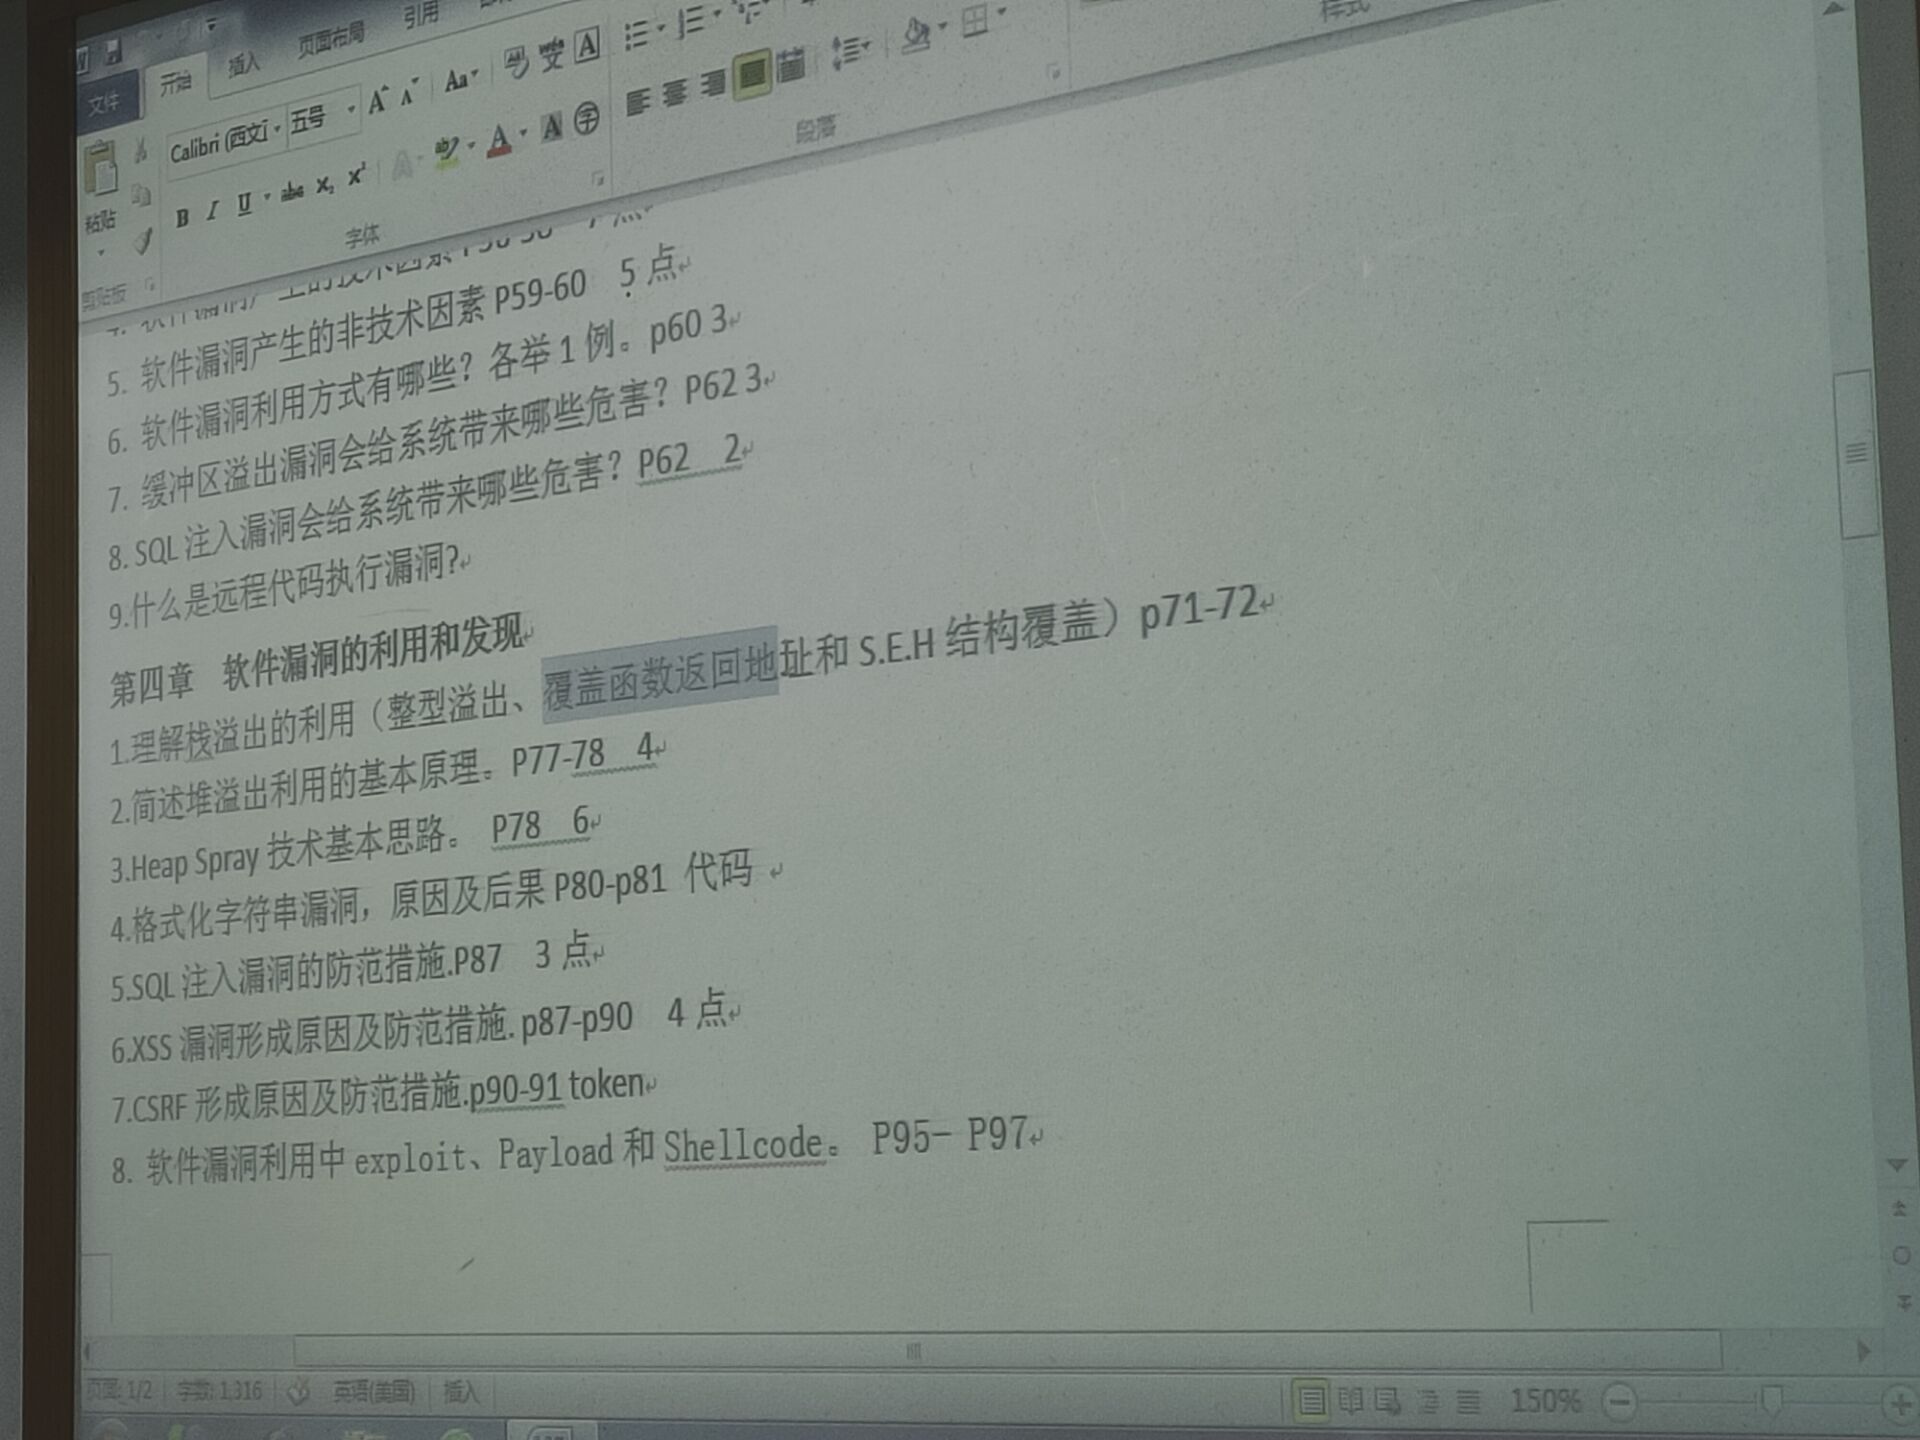 插入 页面布局 引用
文件 开始
Calibri (西文 五号
粘贴
B I U abc
剪贴板 字体 段落 样式
4. 软件漏洞产生的技术因素
5. 软件漏洞产生的非技术因素 P59-60 5 点
6. 软件漏洞利用方式有哪些？各举 1 例。p60 3
7. 缓冲区溢出漏洞会给系统带来哪些危害？P62 3
8. SQL 注入漏洞会给系统带来哪些危害？P62 2
9.什么是远程代码执行漏洞?
第四章 软件漏洞的利用和发现
1.理解栈溢出的利用（整型溢出、覆盖函数返回地址和 S.E.H 结构覆盖）p71-72
2.简述堆溢出利用的基本原理。P77-78 4
3.Heap Spray 技术基本思路。 P78 6
4.格式化字符串漏洞，原因及后果 P80-p81 代码
5.SQL 注入漏洞的防范措施.P87 3 点
6.XSS 漏洞形成原因及防范措施. p87-p90 4 点
7.CSRF 形成原因及防范措施.p90-91 token
8. 软件漏洞利用中 exploit、Payload 和 Shellcode。 P95- P97
页面: 1/2 字数: 1,316 英语(美国) 插入 150%